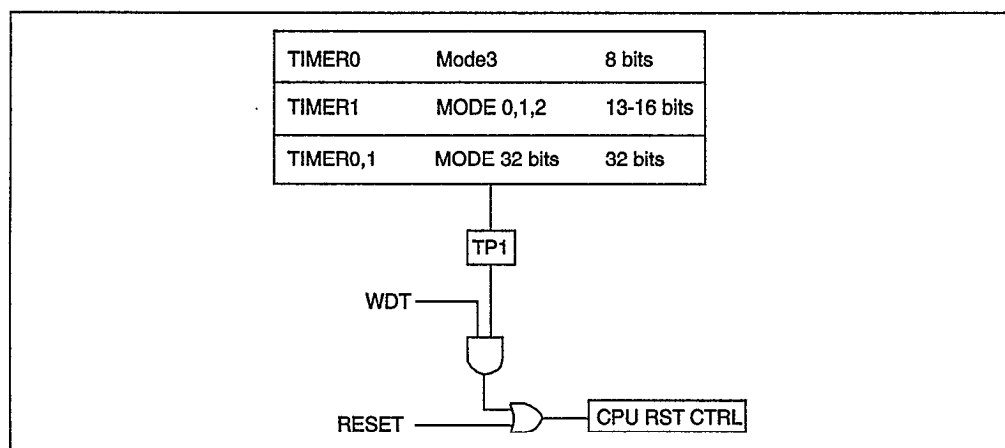 TIMER0 Mode3 8 bits
TIMER1 MODE 0,1,2 13-16 bits
TIMER0,1 MODE 32 bits 32 bits
TP1
WDT
RESET
CPU RST CTRL